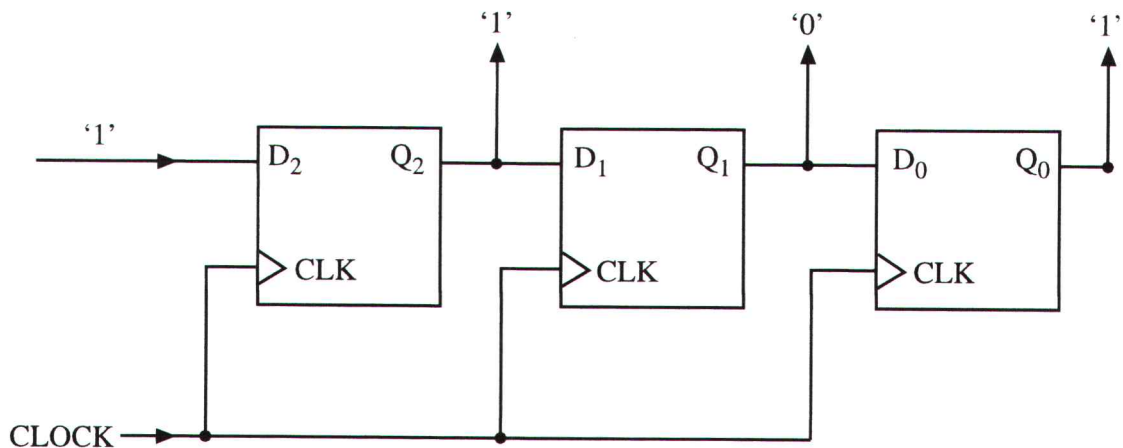 ‘1’ ‘0’ ‘1’
‘1’
D₂ Q₂ D₁ Q₁ D₀ Q₀
CLK CLK CLK
CLOCK